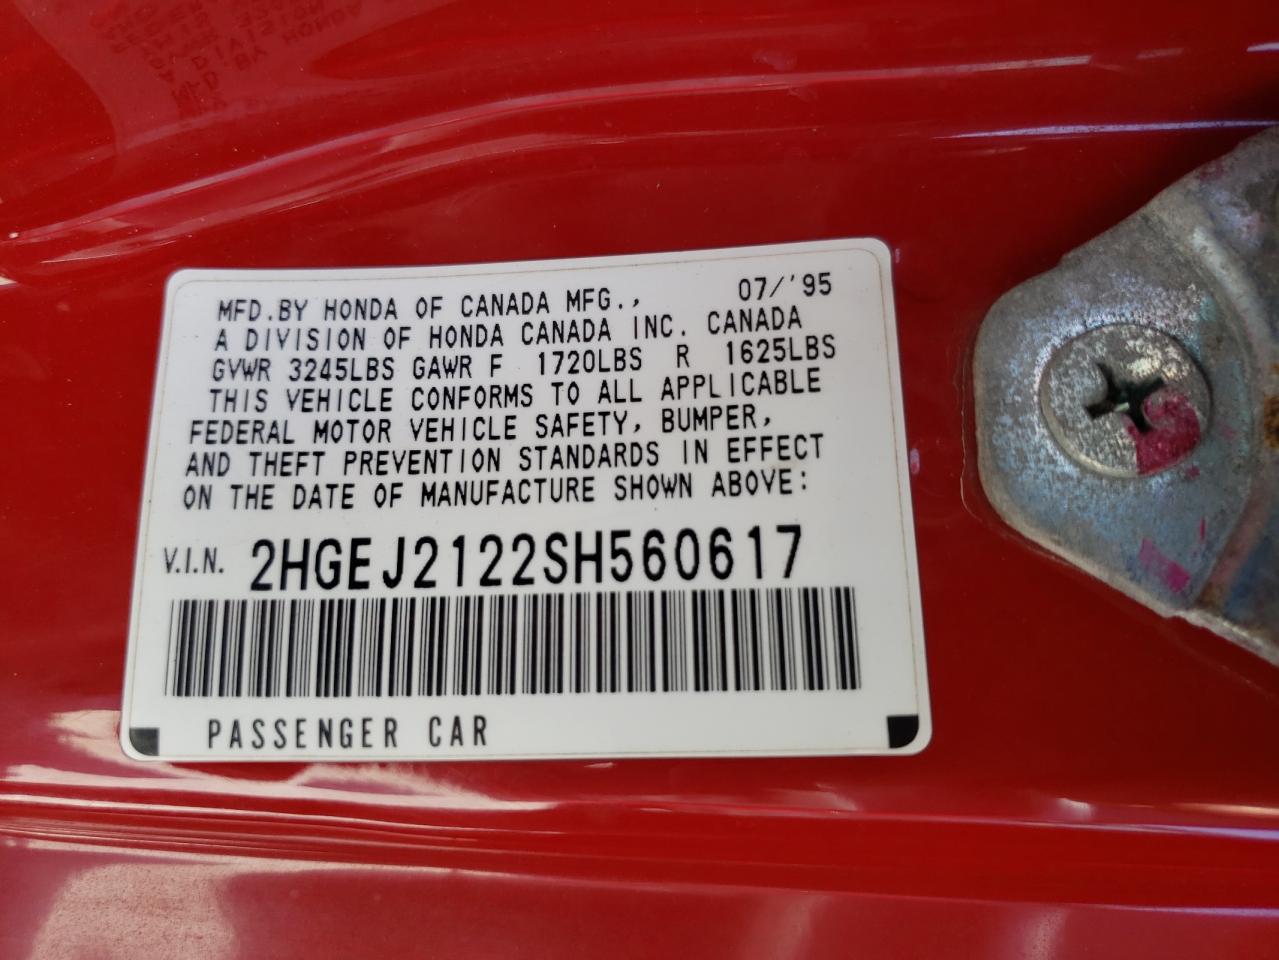 MFD.BY HONDA OF CANADA MFG., 07/'95
A DIVISION OF HONDA CANADA INC. CANADA
GVWR 3245LBS GAWR F 1720LBS R 1625LBS
THIS VEHICLE CONFORMS TO ALL APPLICABLE
FEDERAL MOTOR VEHICLE SAFETY, BUMPER,
AND THEFT PREVENTION STANDARDS IN EFFECT
ON THE DATE OF MANUFACTURE SHOWN ABOVE:
V.I.N. 2HGEJ2122SH560617
PASSENGER CAR